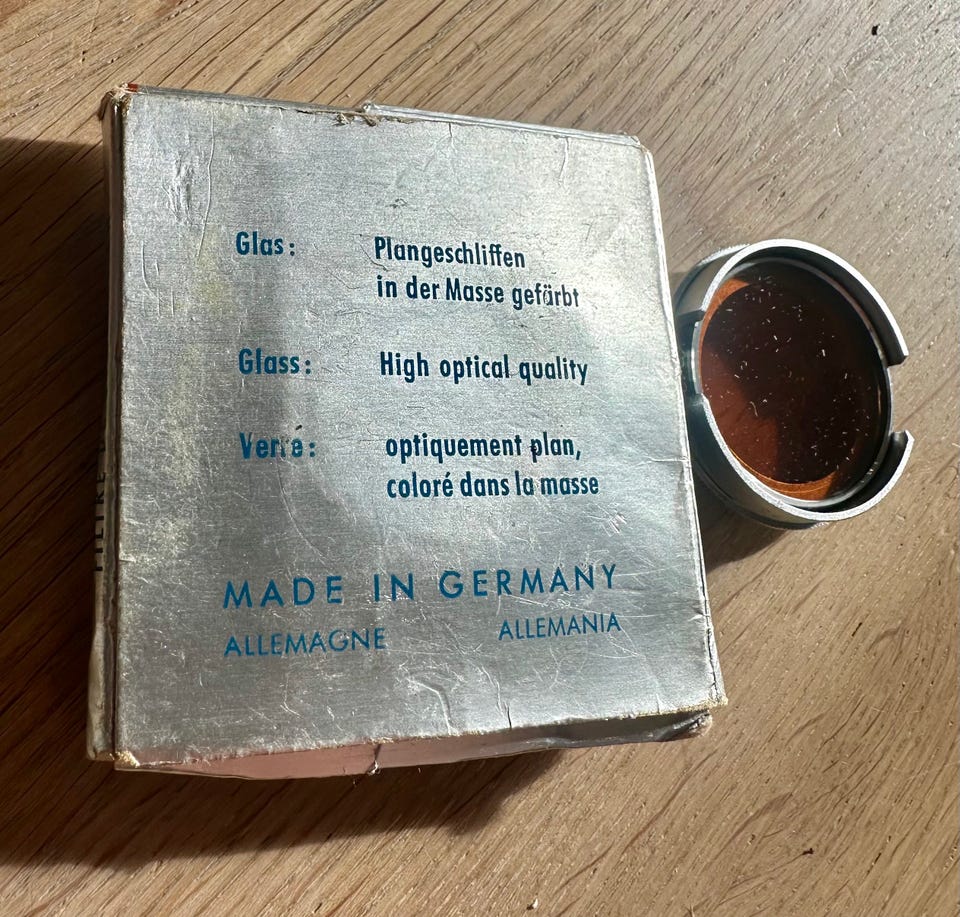 Glas: Plangeschliffen
in der Masse gefärbt
Glass: High optical quality
Verré: optiquement plan,
coloré dans la masse
MADE IN GERMANY
ALLEMAGNE ALLEMANIA